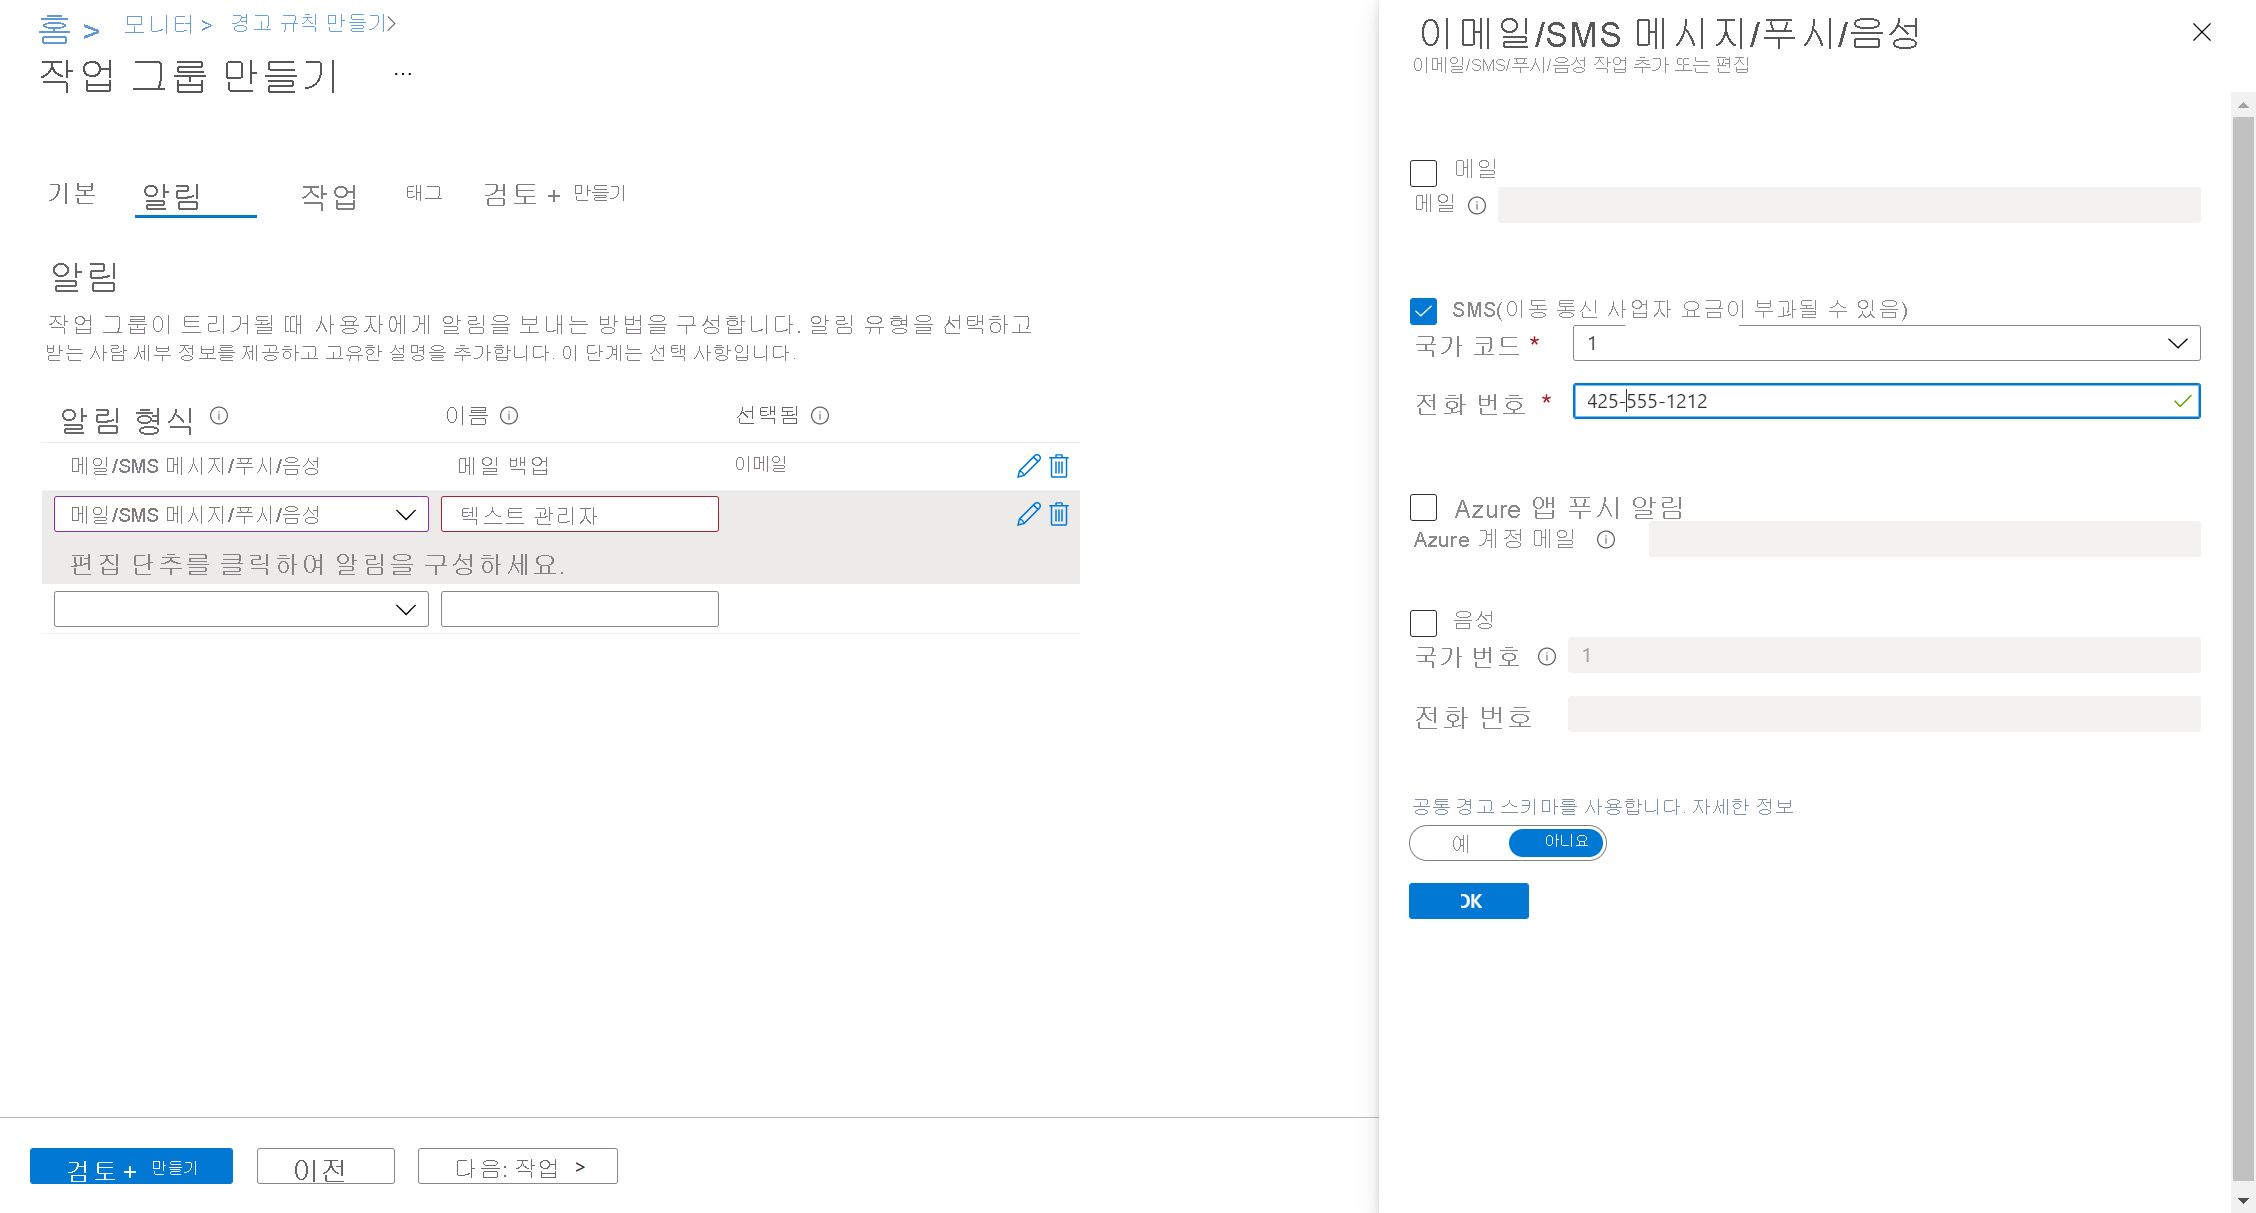 홈 > 모니터 > 경고 규칙 만들기>
작업 그룹 만들기 ...
기본 알림 작업 태그 검토 + 만들기
알림
작업 그룹이 트리거될 때 사용자에게 알림을 보내는 방법을 구성합니다. 알림 유형을 선택하고
받는 사람 세부 정보를 제공하고 고유한 설명을 추가합니다. 이 단계는 선택 사항입니다.
알림 형식 이름 선택됨
메일/SMS 메시지/푸시/음성 메일 백업 이메일
메일/SMS 메시지/푸시/음성 텍스트 관리자
편집 단추를 클릭하여 알림을 구성하세요.
검토 + 만들기 이전 다음: 작업 >
이메일/SMS 메시지/푸시/음성
이메일/SMS/푸시/음성 작업 추가 또는 편집
메일
메일
SMS(이동 통신 사업자 요금이 부과될 수 있음)
국가 코드 * 1
전화 번호 * 425-555-1212
Azure 앱 푸시 알림
Azure 계정 메일
음성
국가 번호 1
전화 번호
공통 경고 스키마를 사용합니다. 자세한 정보
예 아니요
OK